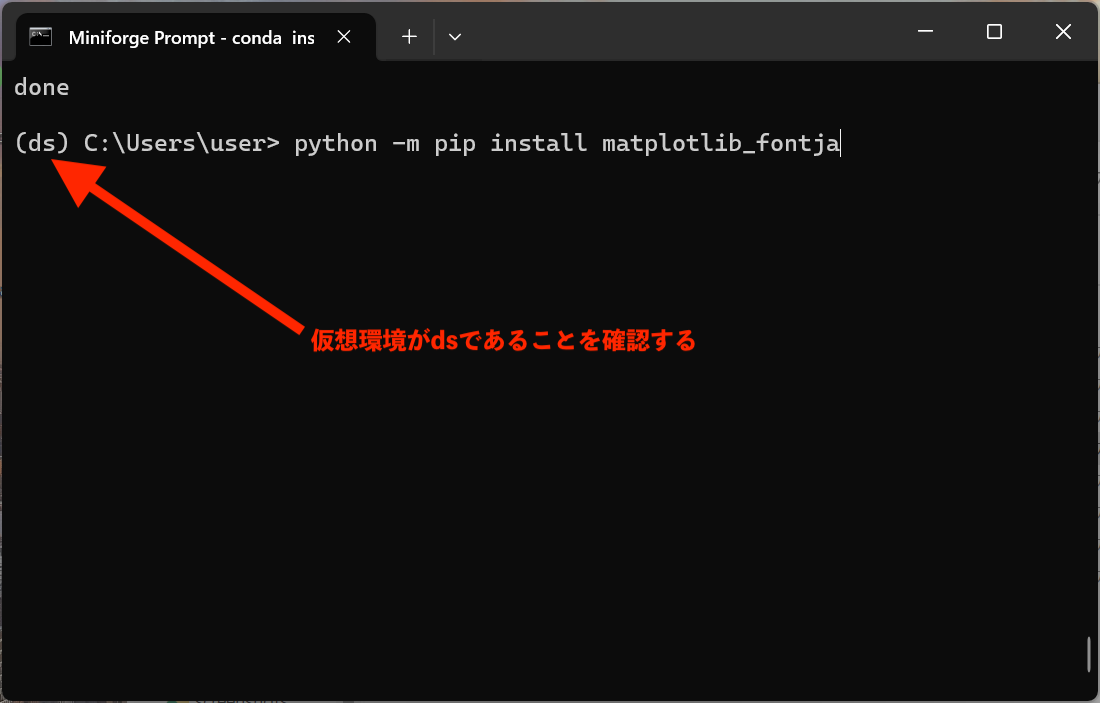 Miniforge Prompt - conda  ins
done
(ds) C:\Users\user> python -m pip install matplotlib_fontja
仮想環境がdsであることを確認する